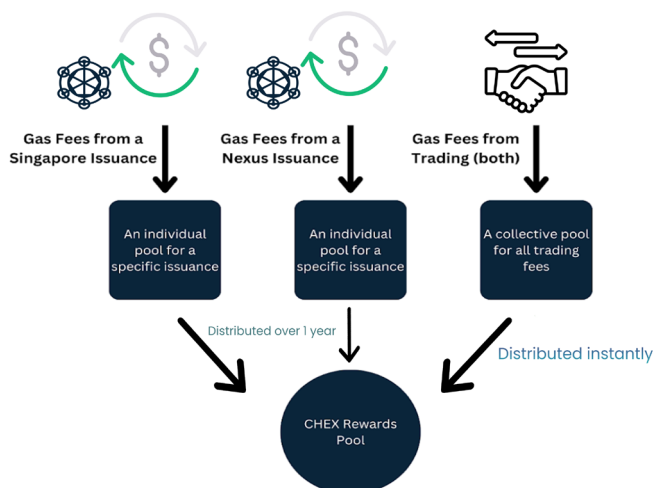 $
$
Gas Fees from a
Singapore Issuance
Gas Fees from a
Nexus Issuance
Gas Fees from
Trading (both)
An individual
pool for a
specific issuance
An individual
pool for a
specific issuance
A collective pool
for all trading
fees
Distributed over 1 year
Distributed instantly
CHEX Rewards
Pool